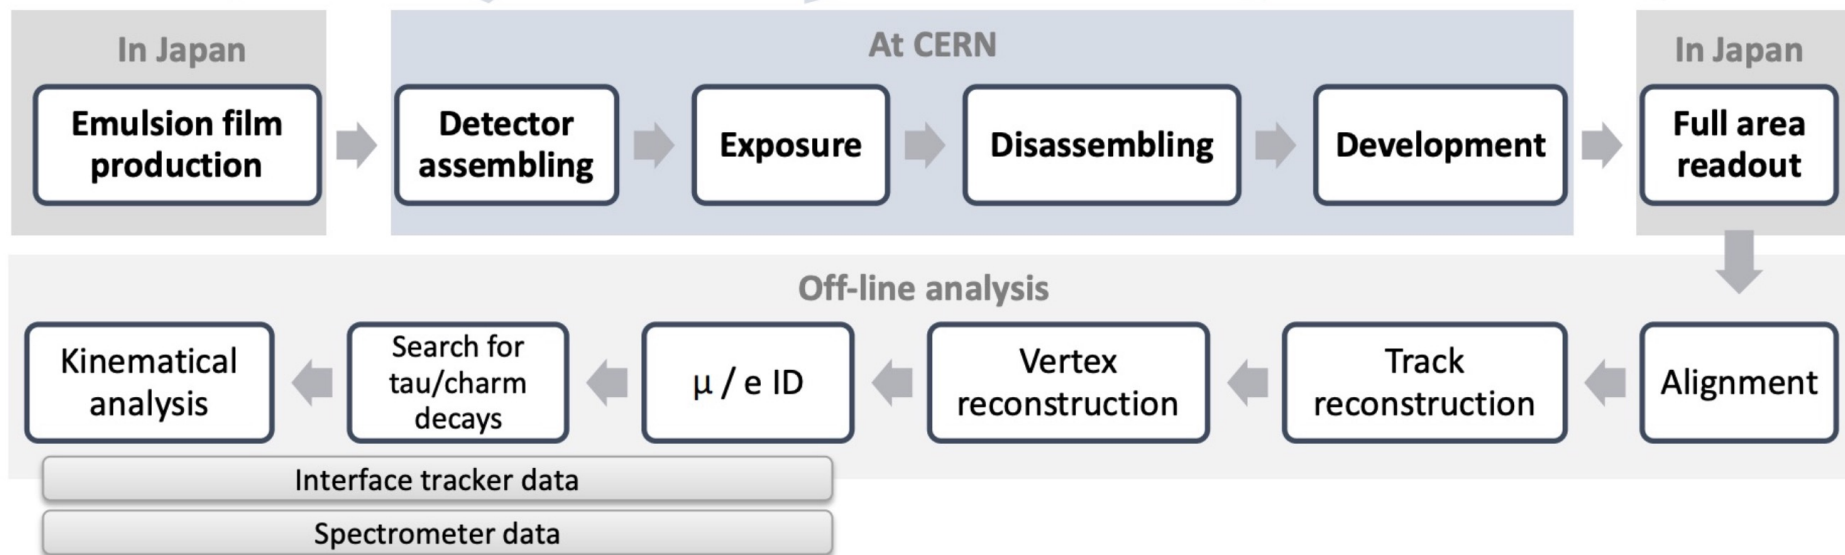 In Japan
Emulsion film
production
At CERN
Detector
assembling
Exposure
Disassembling
Development
In Japan
Full area
readout
Off-line analysis
Alignment
Track
reconstruction
Vertex
reconstruction
μ / e ID
Search for
tau/charm
decays
Kinematical
analysis
Interface tracker data
Spectrometer data